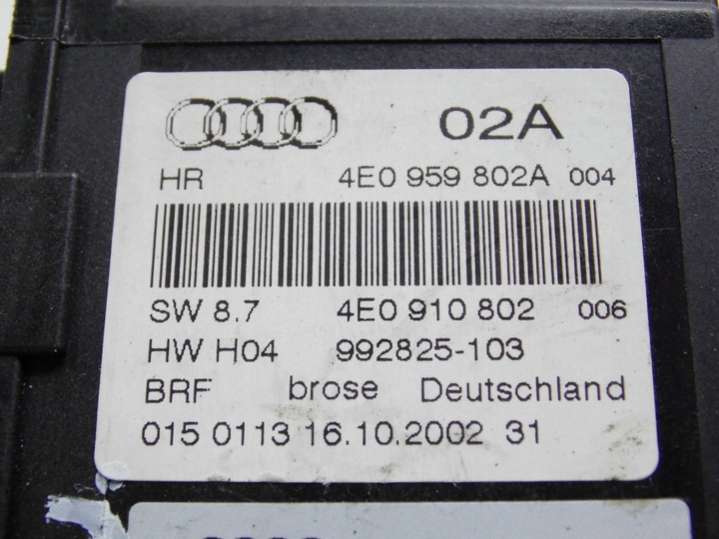 02A
HR 4E0 959 802A 004
SW 8.7 4E0 910 802 006
HW H04 992825-103
BRF brose Deutschland
015 0113 16.10.2002 31